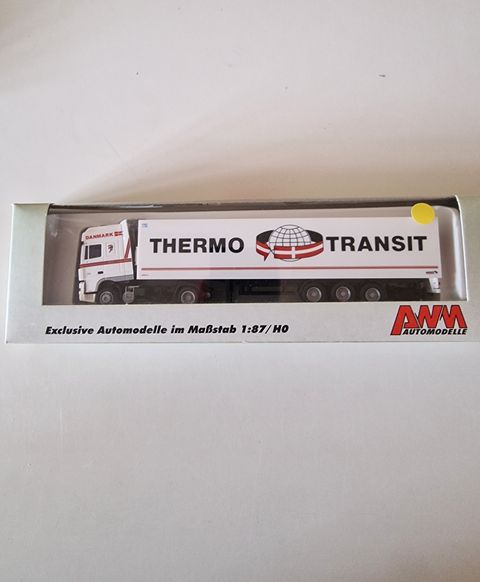 DANMARK
THERMO TRANSIT
Exclusive Automodelle im Maßstab 1:87/H0
AWM
AUTOMODELLE